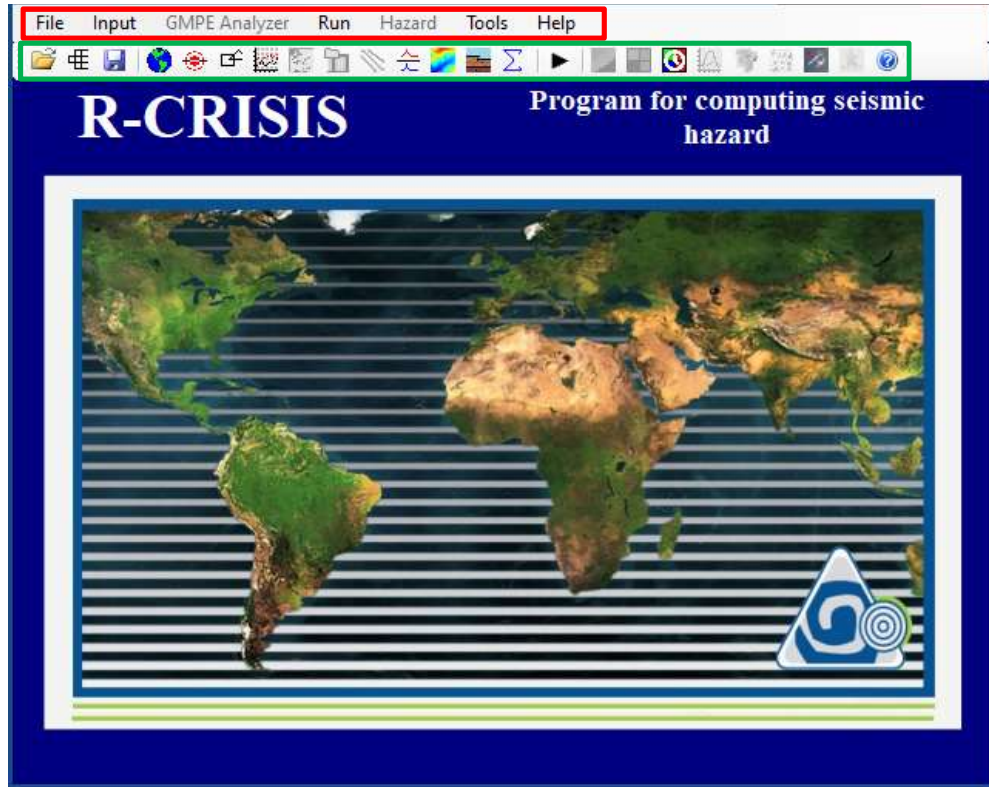 File Input GMPE Analyzer Run Hazard Tools Help
R-CRISIS
Program for computing seismic
hazard